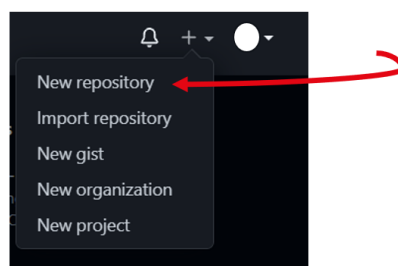 New repository
Import repository
New gist
New organization
New project